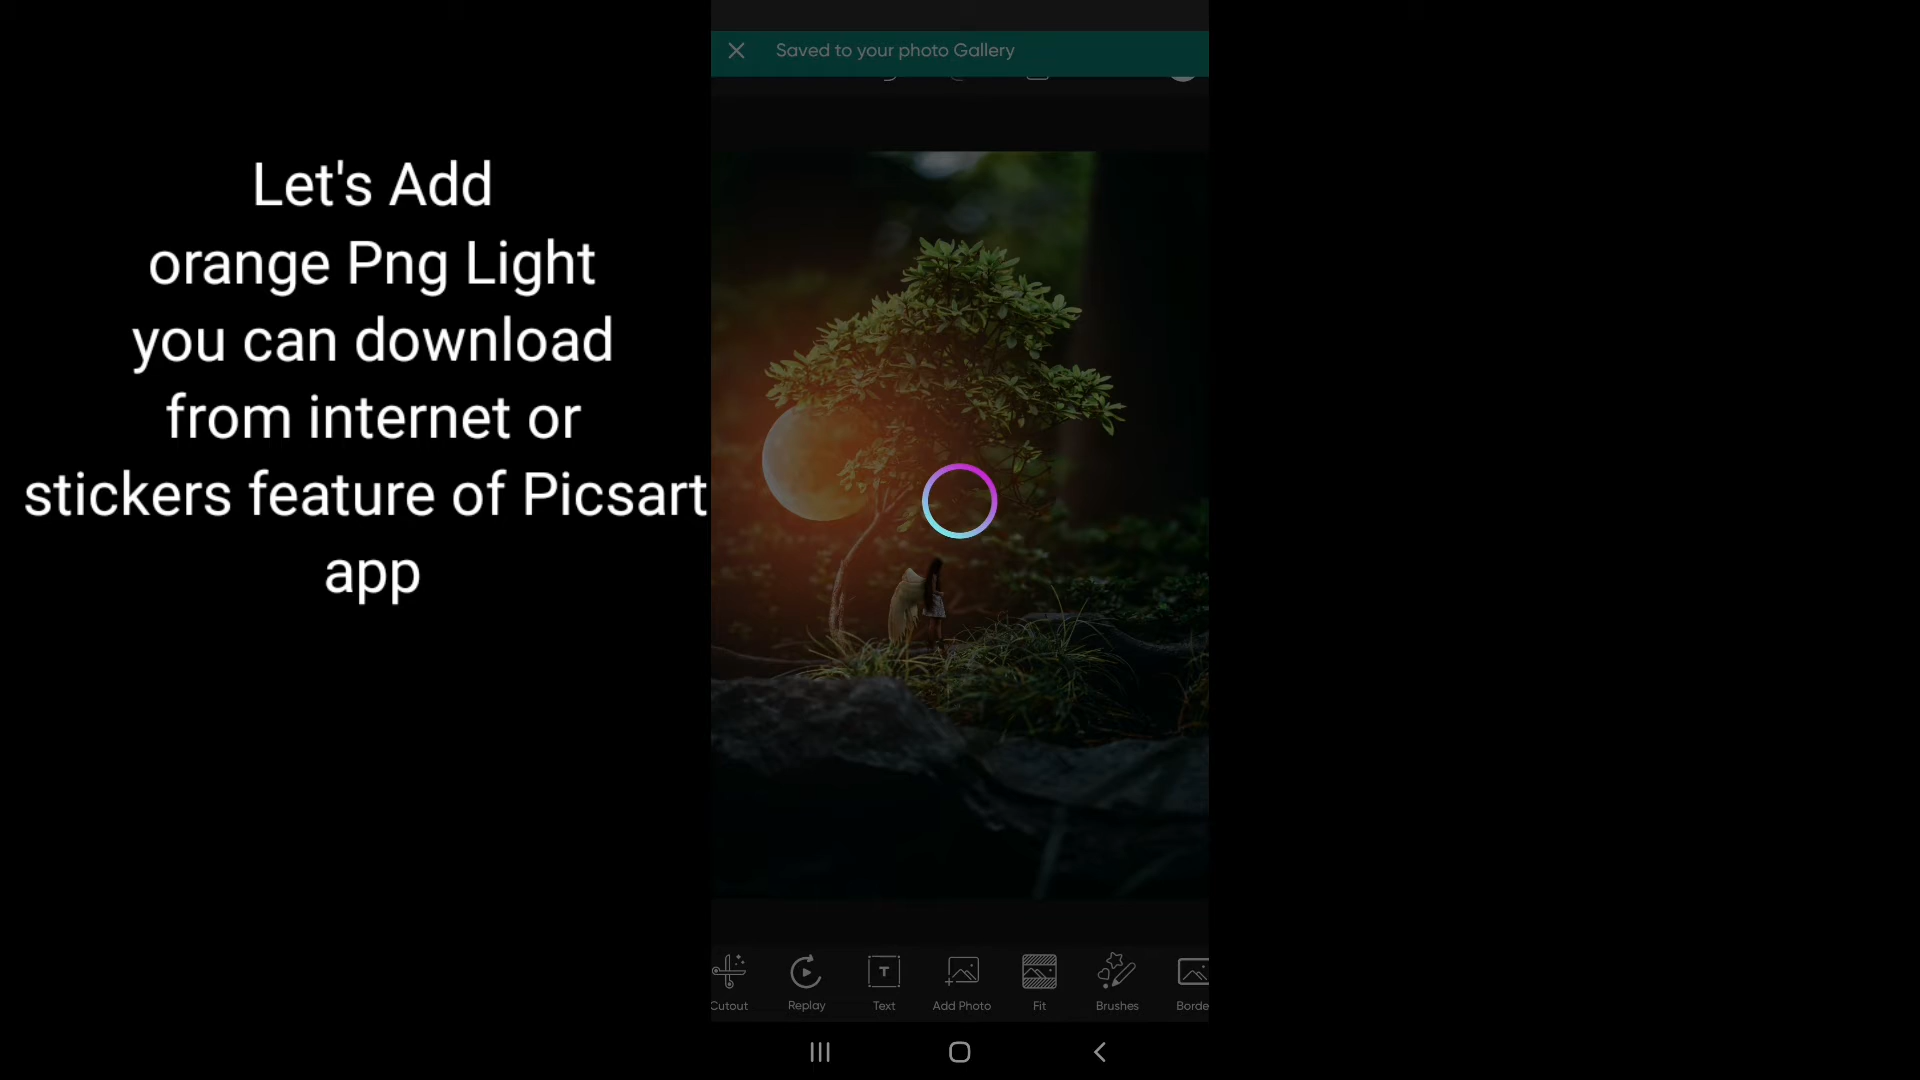 Saved to your photo Gallery
Let's Add
orange Png Light
you can download
from internet or
stickers feature of Picsart
app
Cutout
Replay
T
Text
Add Photo
Fit
Brushes
Borde